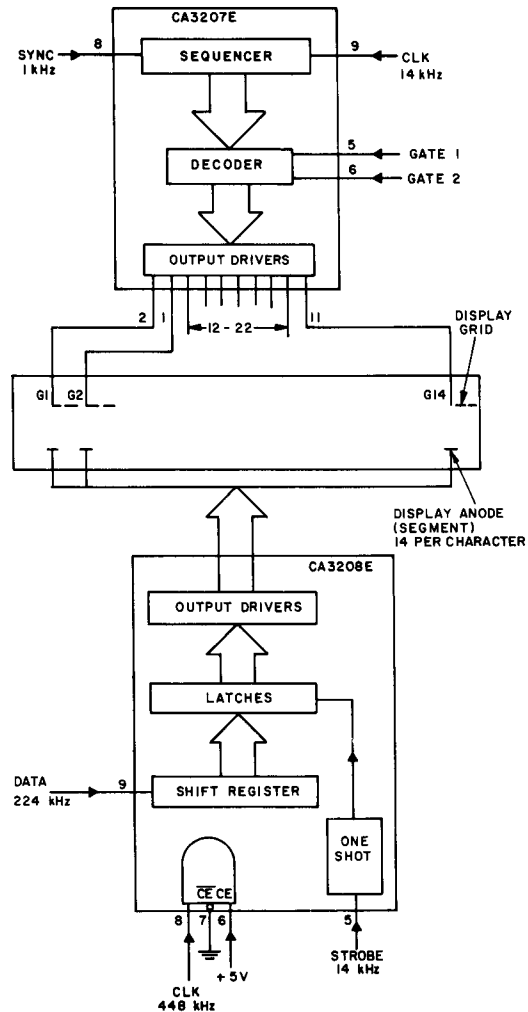 CA3207E
SYNC
1 kHz
8
SEQUENCER
9
CLK
14 kHz
DECODER
5
GATE 1
6
GATE 2
OUTPUT DRIVERS
2
1
12-22
11
DISPLAY
GRID
G1
G2
G14
DISPLAY ANODE
(SEGMENT)
14 PER CHARACTER
CA3208E
OUTPUT DRIVERS
LATCHES
DATA
224 kHz
9
SHIFT REGISTER
ONE
SHOT
CE CE
8
7
6
5
+5V
CLK
448 kHz
STROBE
14 kHz